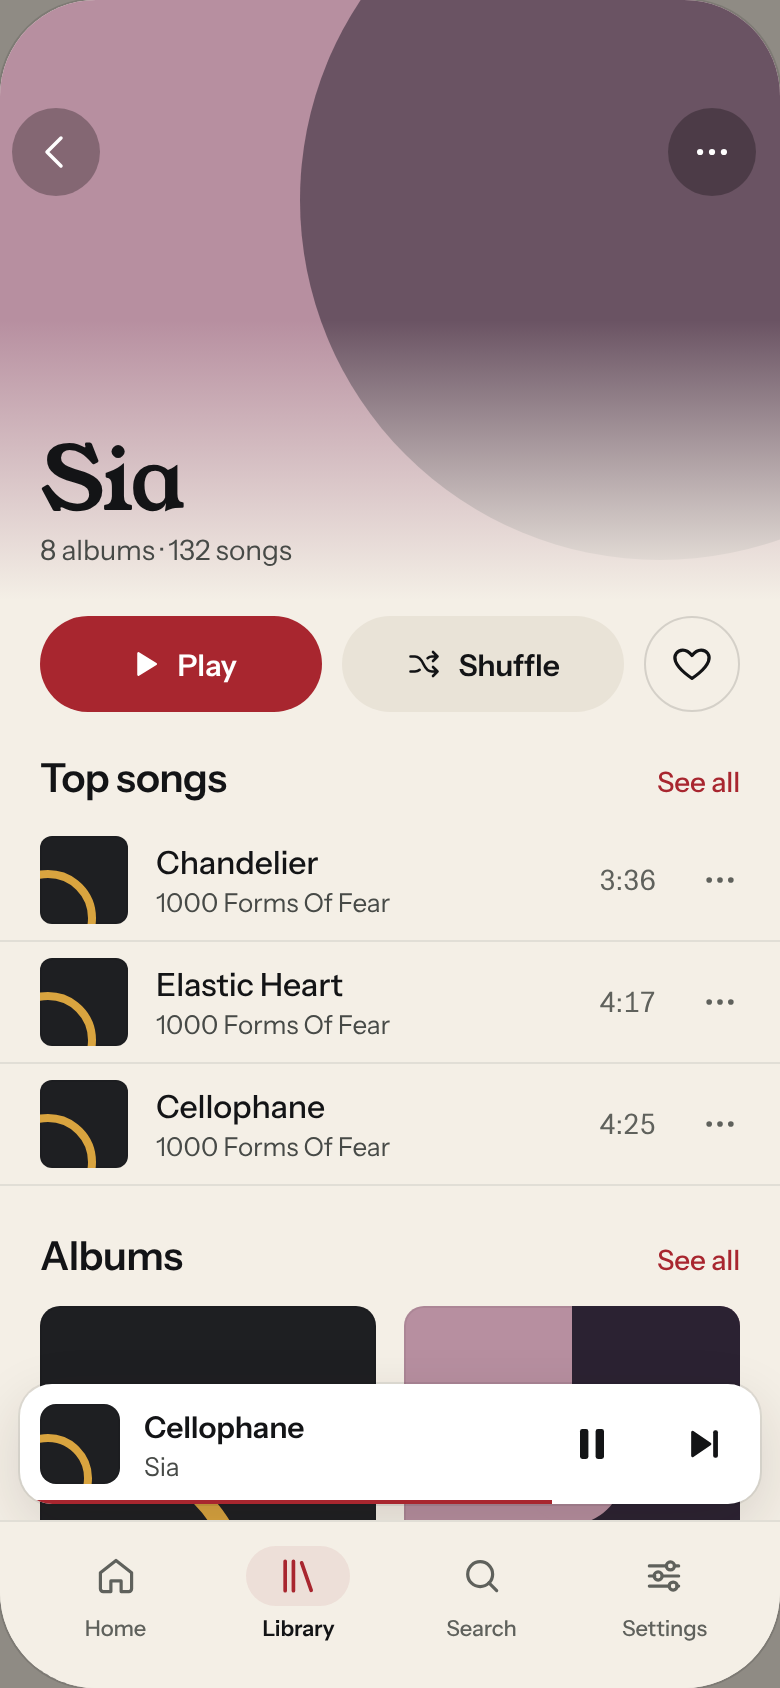 Sia
8 albums · 132 songs
Play
Shuffle
Top songs
See all
Chandelier
1000 Forms Of Fear
3:36
Elastic Heart
1000 Forms Of Fear
4:17
Cellophane
1000 Forms Of Fear
4:25
Albums
See all
Cellophane
Sia
Home
Library
Search
Settings